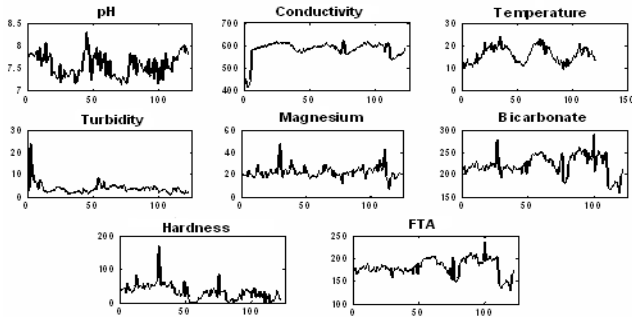 pH Conductivity Temperature
8.5 700 30
8 600 20
7.5 500 10
7 400 0
0 50 100 0 50 100 0 50 100 150
Turbidity Magnesium Bicarbonate
30 60 300
20 40 250
10 20 200
0 0 150
0 50 100 0 50 100 0 50 100
Hardness FTA
20 250
10 200
0 150
100
0 50 100 0 50 100